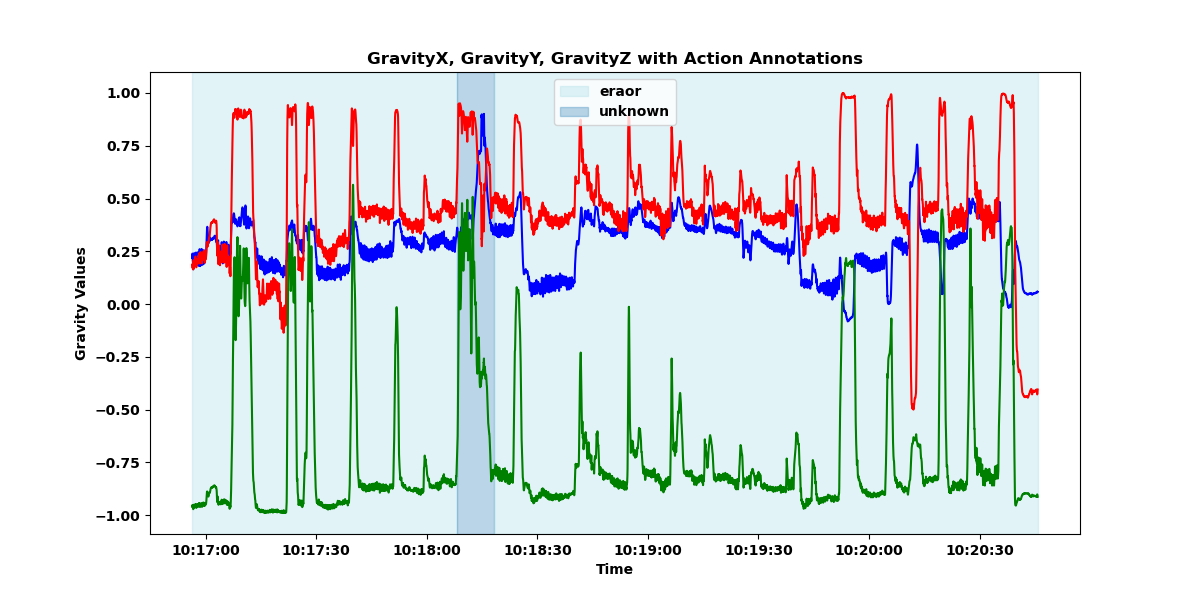 GravityX, GravityY, GravityZ with Action Annotations
eraor
unknown
1.00
0.75
0.50
0.25
0.00
−0.25
−0.50
−0.75
−1.00
Gravity Values
10:17:00 10:17:30 10:18:00 10:18:30 10:19:00 10:19:30 10:20:00 10:20:30
Time